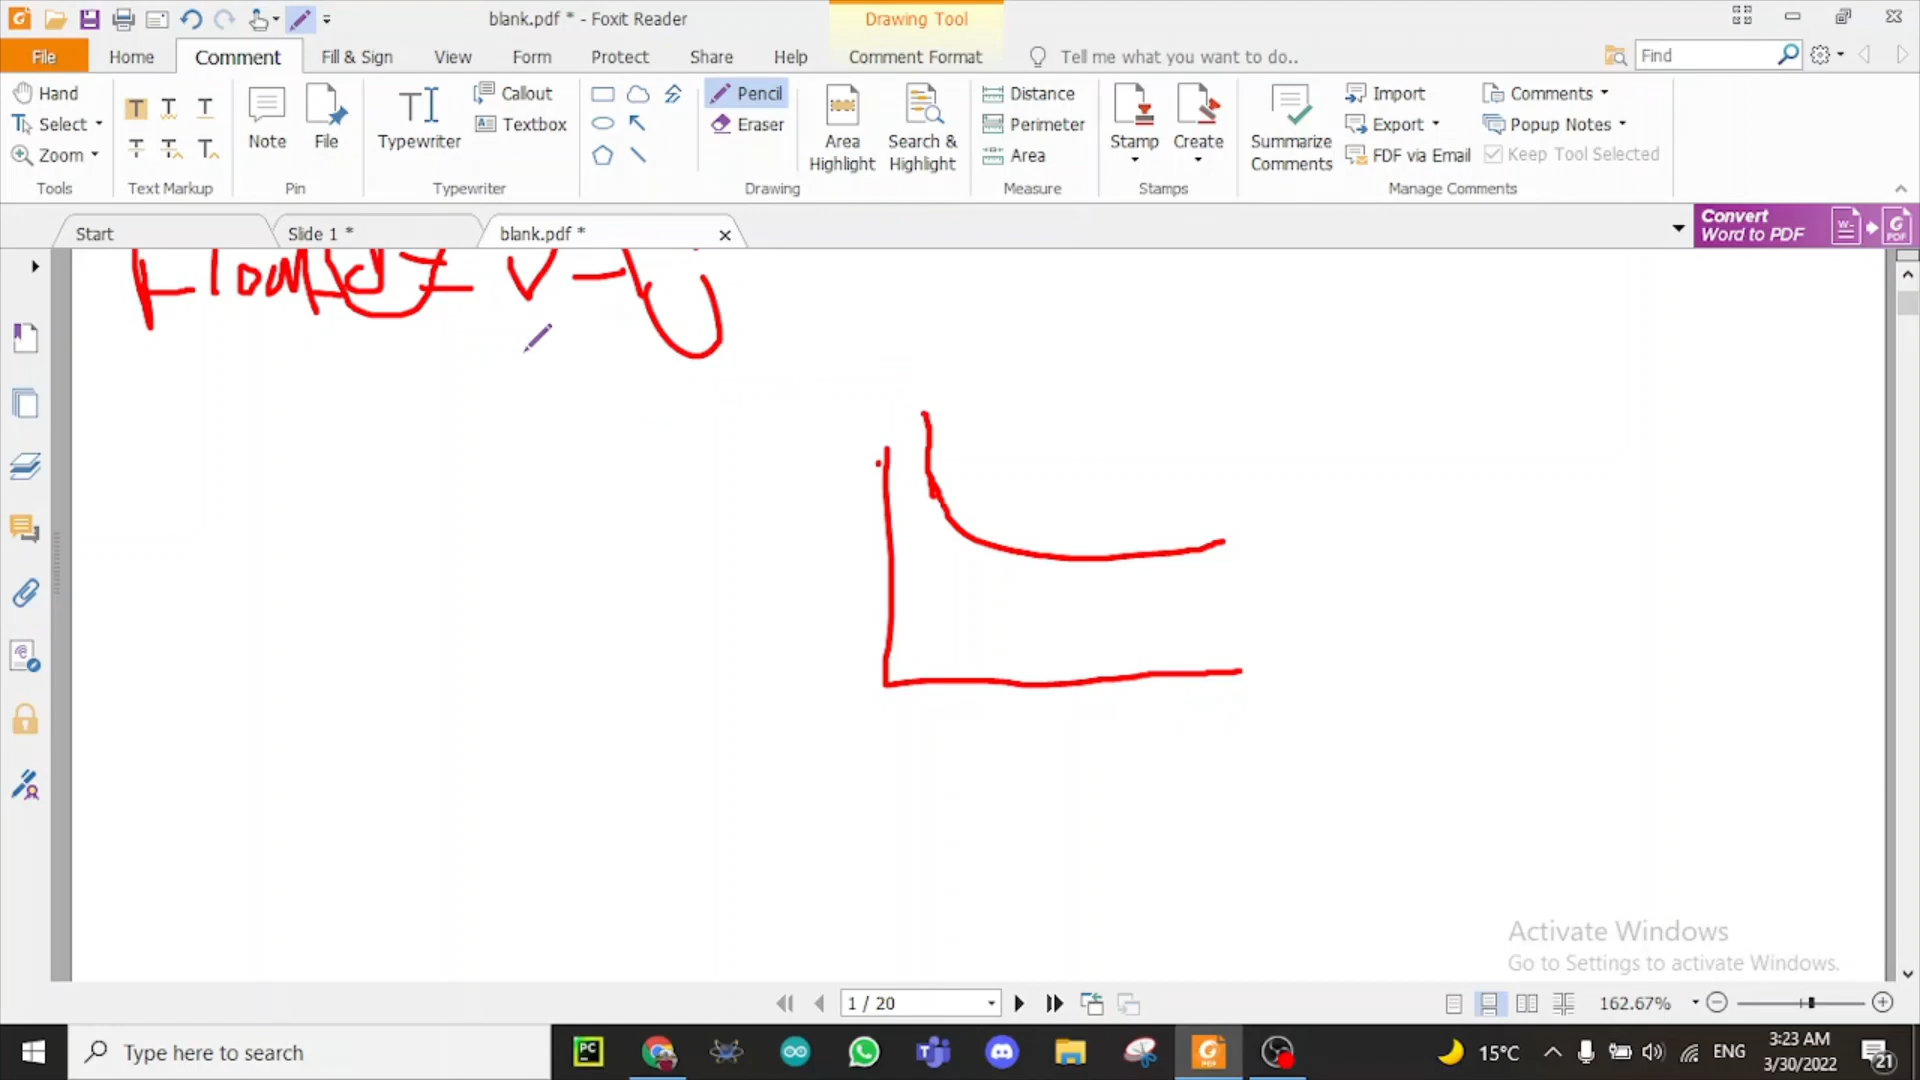 blank.pdf * - Foxit Reader
Drawing Tool
File
Home
Comment
Fill & Sign
View
Form
Protect
Share
Help
Comment Format
Tell me what you want to do..
Find
Hand
Select
Zoom
Tools
Text Markup
Note
File
Pin
Typewriter
Callout
Textbox
Typewriter
Pencil
Eraser
Drawing
Area Highlight
Search & Highlight
Distance
Perimeter
Area
Measure
Stamp
Create
Stamps
Summarize Comments
Import
Export
FDF via Email
Comments
Popup Notes
Keep Tool Selected
Manage Comments
Start
Slide 1 *
blank.pdf *
Convert
Word to PDF
Activate Windows
Go to Settings to activate Windows.
1 / 20
162.67%
Type here to search
15°C
ENG
3:23 AM
3/30/2022
21